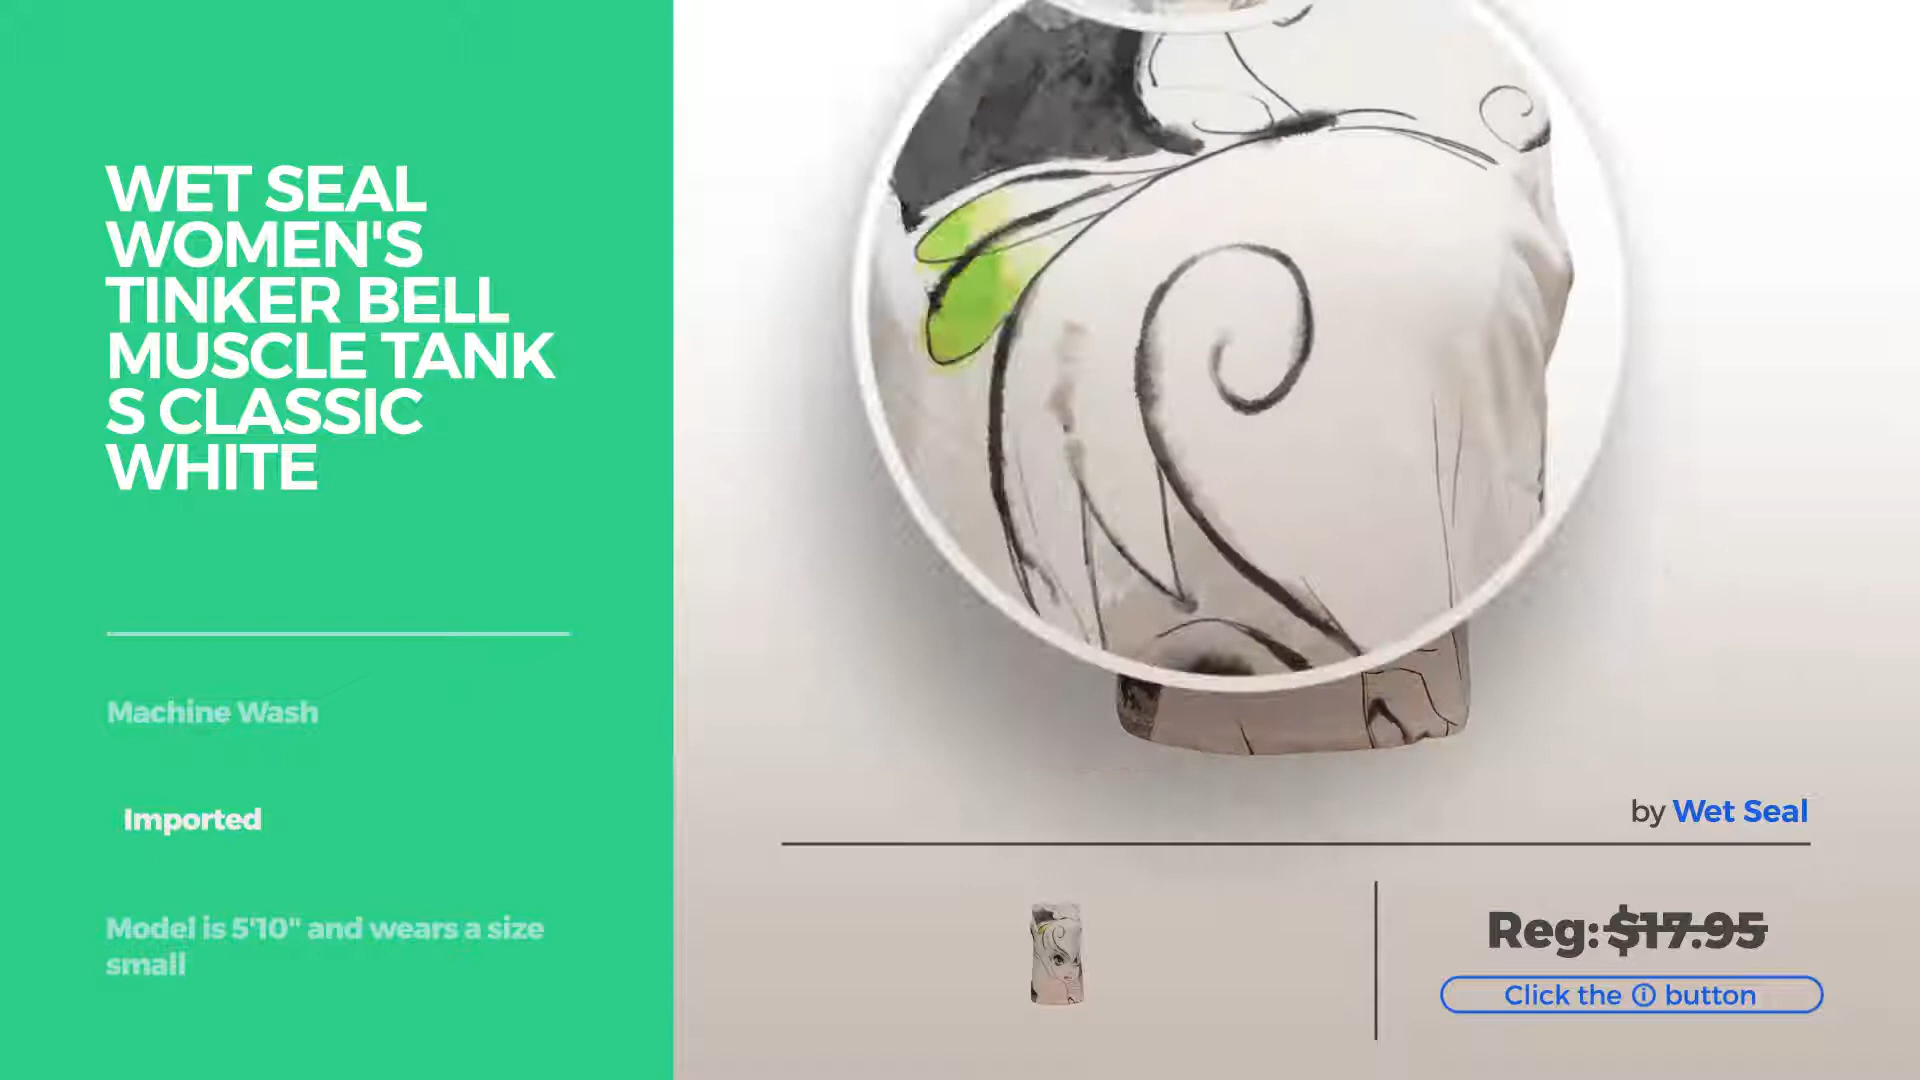 WET SEAL
WOMEN'S
TINKER BELL
MUSCLE TANK
S CLASSIC
WHITE
Machine Wash
Imported
Model is 5'10" and wears a size
small
by Wet Seal
Reg: $17.95
Click the ⓘ button